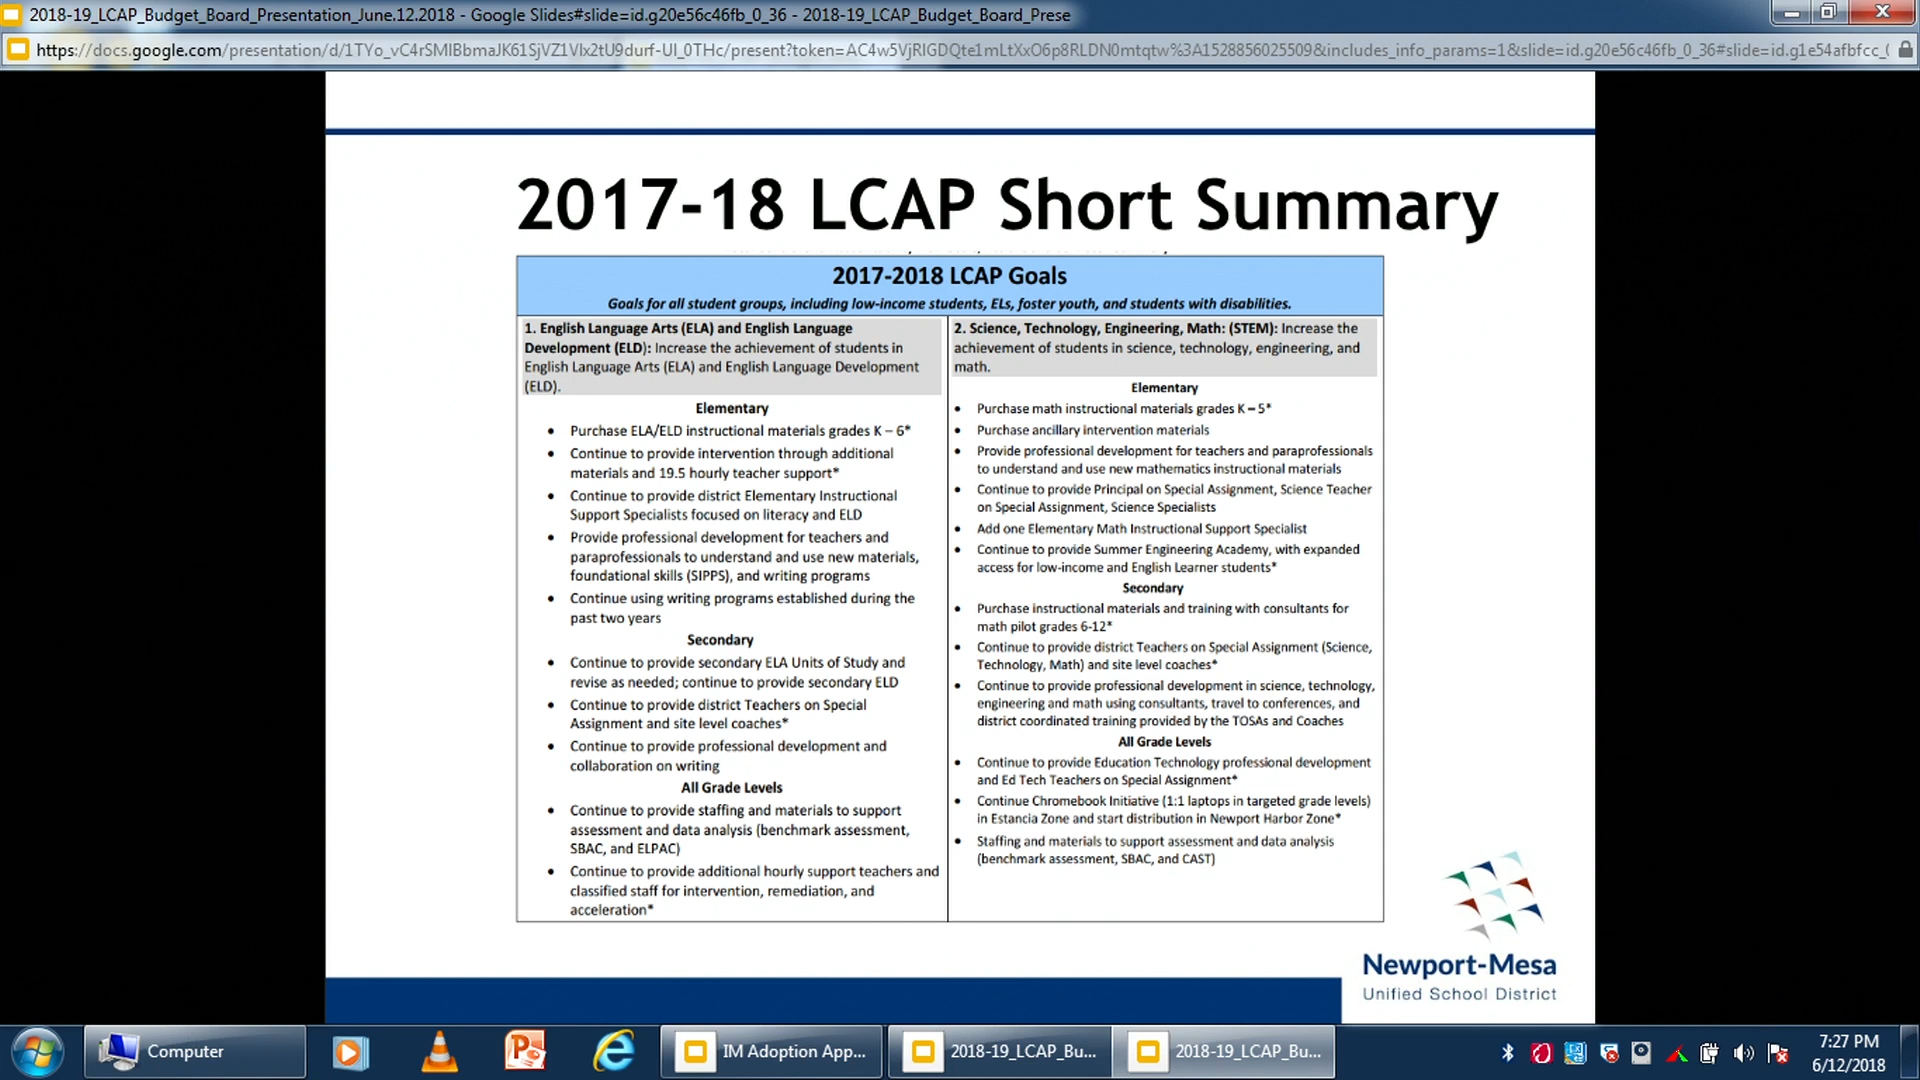 2018-19_LCAP_Budget_Board_Presentation_June.12.2018 - Google Slides#slide=id.g20e56c46fb_0_36 - 2018-19_LCAP_Budget_Board_Prese
2017-18 LCAP Short Summary
2017-2018 LCAP Goals
Goals for all student groups, including low-income students, ELs, foster youth, and students with disabilities.
1. English Language Arts (ELA) and English Language
Development (ELD): Increase the achievement of students in
English Language Arts (ELA) and English Language Development
(ELD).
Elementary
• Purchase ELA/ELD instructional materials grades K – 6*
• Continue to provide intervention through additional
materials and 19.5 hourly teacher support*
• Continue to provide district Elementary Instructional
Support Specialists focused on literacy and ELD
• Provide professional development for teachers and
paraprofessionals to understand and use new materials,
foundational skills (SIPPS), and writing programs
• Continue using writing programs established during the
past two years
Secondary
• Continue to provide secondary ELA Units of Study and
revise as needed; continue to provide secondary ELD
• Continue to provide district Teachers on Special
Assignment and site level coaches*
• Continue to provide professional development and
collaboration on writing
All Grade Levels
• Continue to provide staffing and materials to support
assessment and data analysis (benchmark assessment,
SBAC, and ELPAC)
• Continue to provide additional hourly support teachers and
classified staff for intervention, remediation, and
acceleration*
2. Science, Technology, Engineering, Math: (STEM): Increase the
achievement of students in science, technology, engineering, and
math.
Elementary
• Purchase math instructional materials grades K – 5*
• Purchase ancillary intervention materials
• Provide professional development for teachers and paraprofessionals
to understand and use new mathematics instructional materials
• Continue to provide Principal on Special Assignment, Science Teacher
on Special Assignment, Science Specialists
• Add one Elementary Math Instructional Support Specialist
• Continue to provide Summer Engineering Academy, with expanded
access for low-income and English Learner students*
Secondary
• Purchase instructional materials and training with consultants for
math pilot grades 6-12*
• Continue to provide district Teachers on Special Assignment (Science,
Technology, Math) and site level coaches*
• Continue to provide professional development in science, technology,
engineering and math using consultants, travel to conferences, and
district coordinated training provided by the TOSAs and Coaches
All Grade Levels
• Continue to provide Education Technology professional development
and Ed Tech Teachers on Special Assignment*
• Continue Chromebook Initiative (1:1 laptops in targeted grade levels)
in Estancia Zone and start distribution in Newport Harbor Zone*
• Staffing and materials to support assessment and data analysis
(benchmark assessment, SBAC, and CAST)
Newport-Mesa
Unified School District
Computer
IM Adoption App...
2018-19_LCAP_Bu...
2018-19_LCAP_Bu...
7:27 PM
6/12/2018